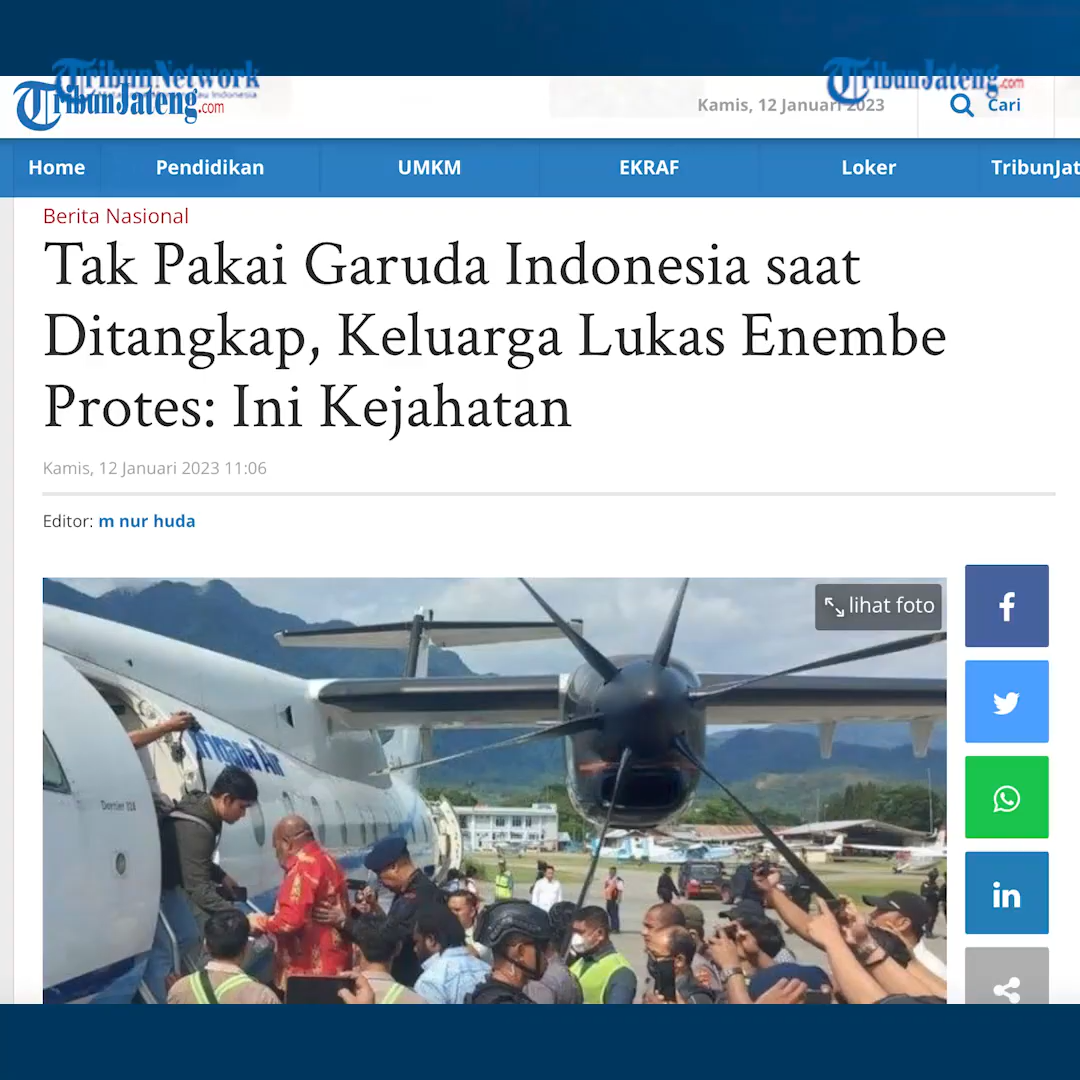 TribunNetwork
TribunJateng.com
TribunJateng.com
Kamis, 12 Januari 2023
Cari
Home
Pendidikan
UMKM
EKRAF
Loker
TribunJat
Berita Nasional
Tak Pakai Garuda Indonesia saat
Ditangkap, Keluarga Lukas Enembe
Protes: Ini Kejahatan
Kamis, 12 Januari 2023 11:06
Editor: m nur huda
lihat foto
Trigana Air